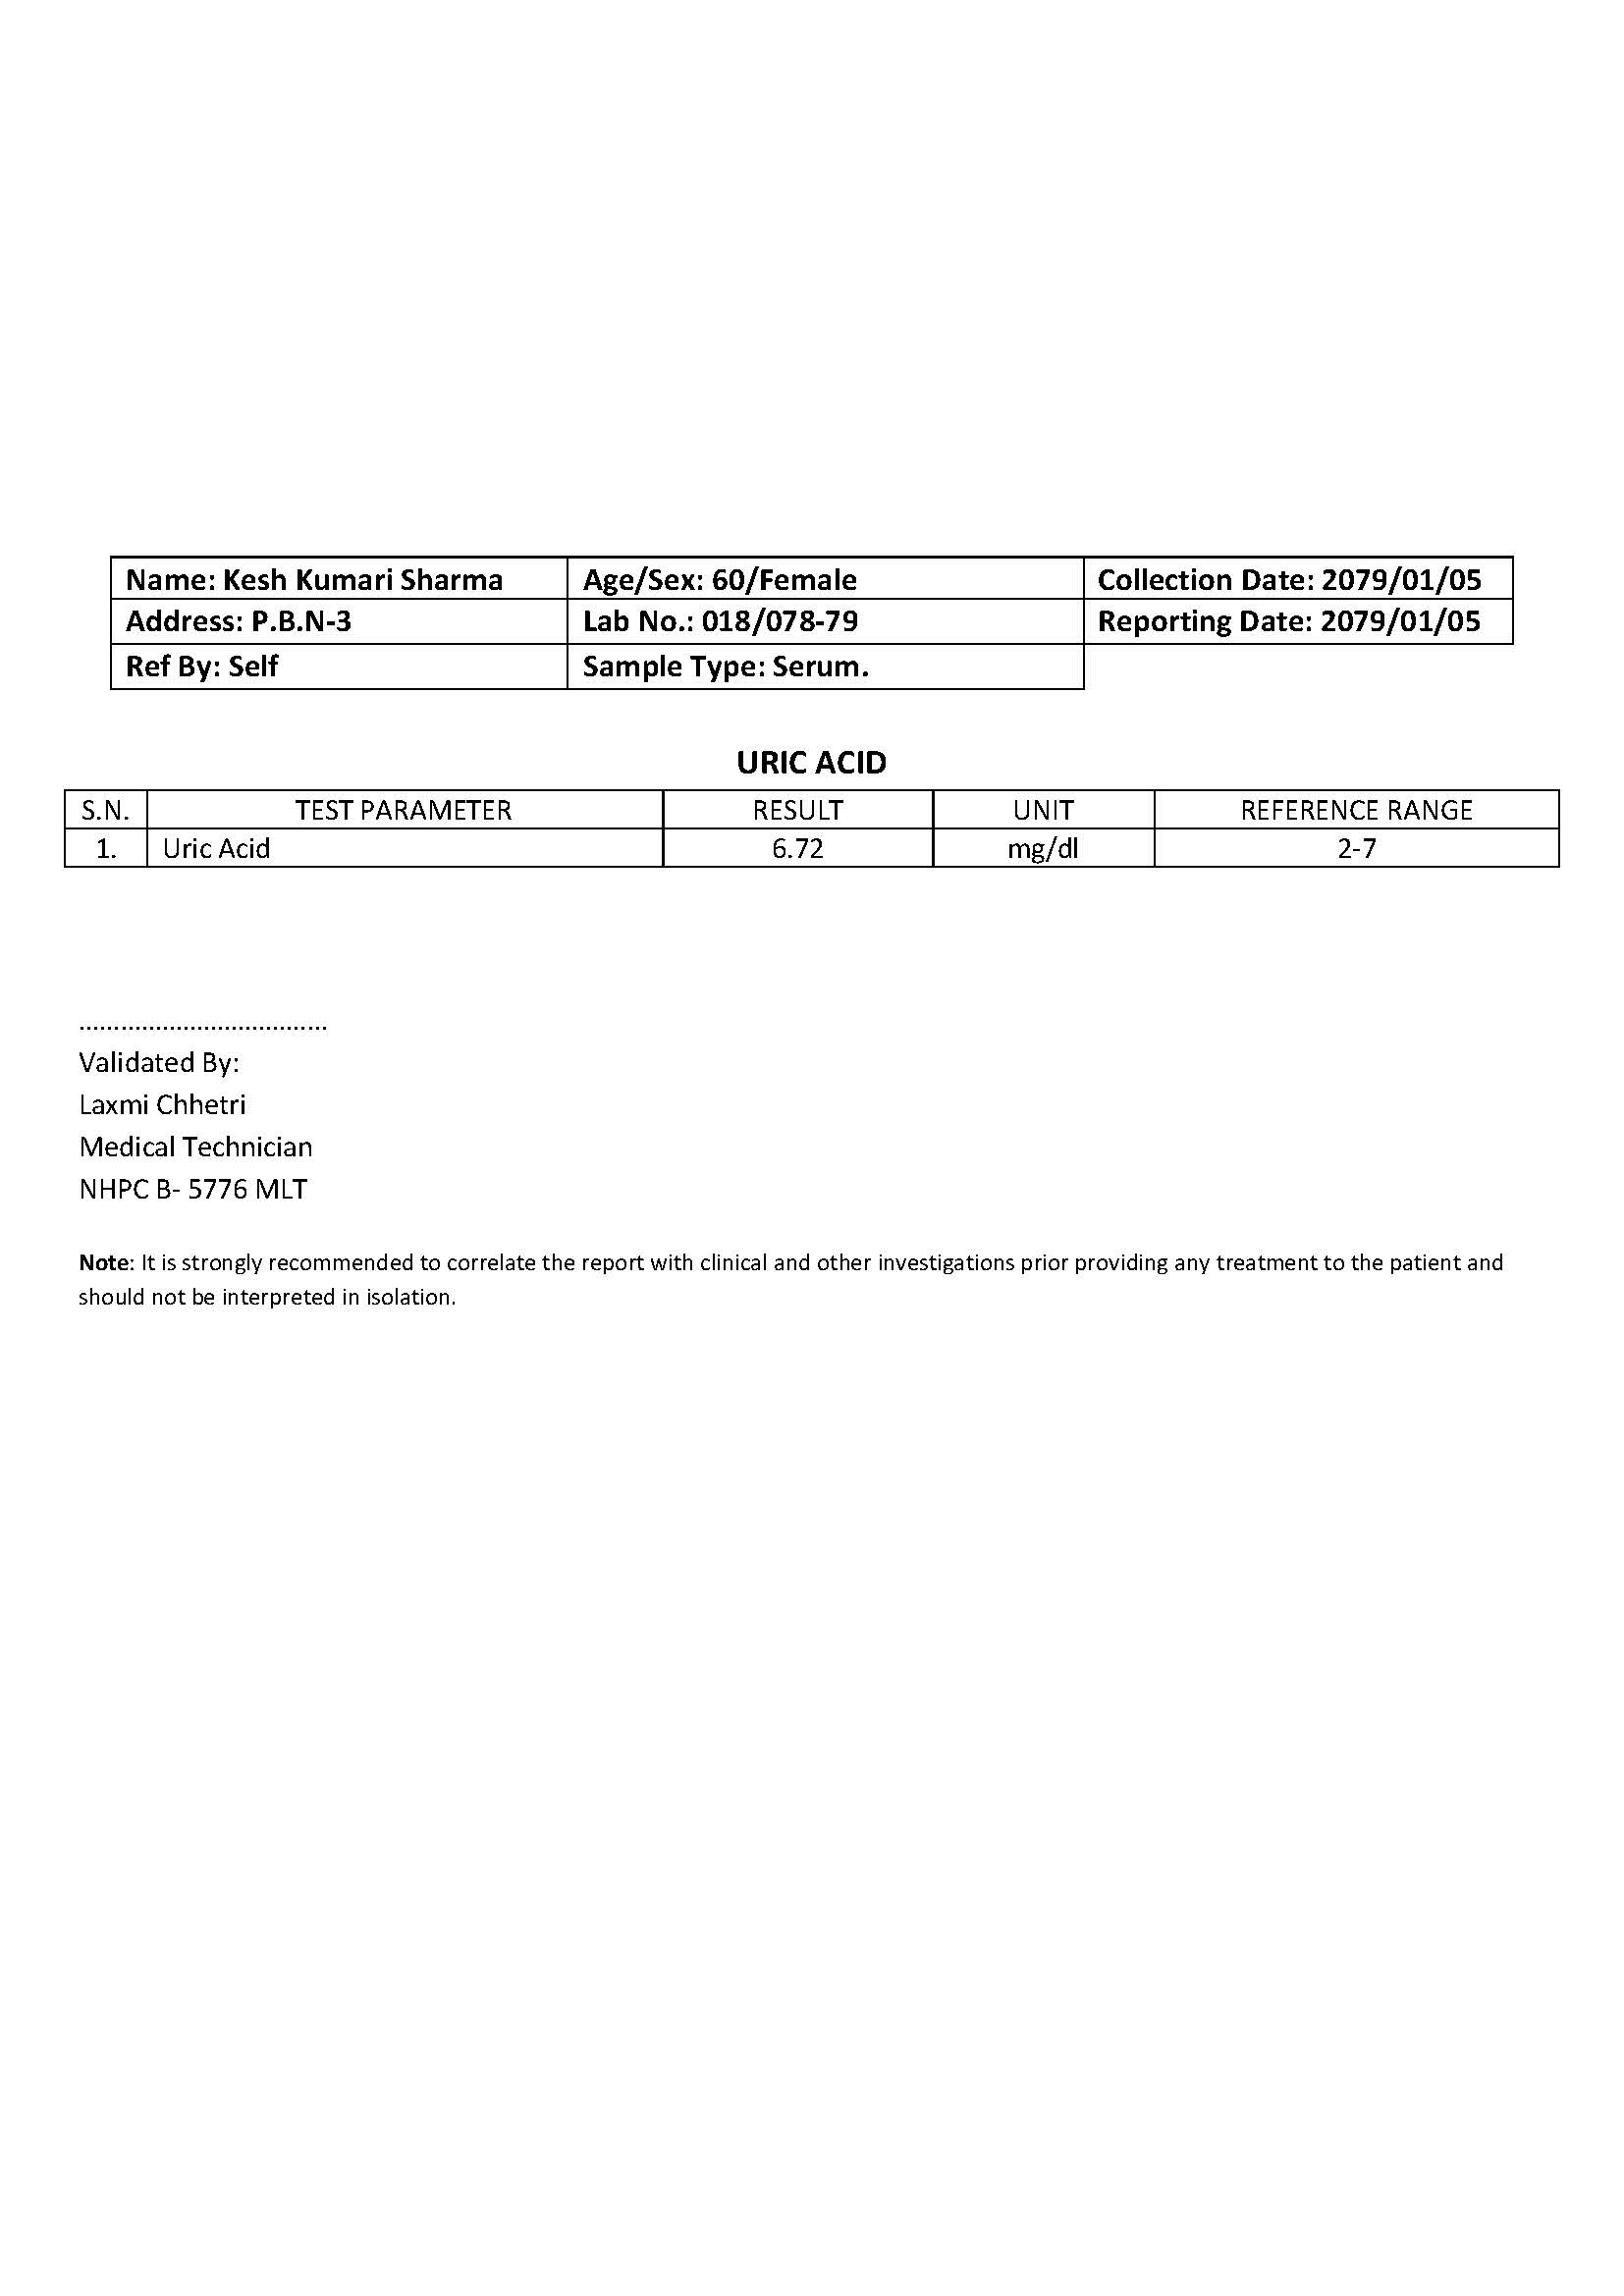 Name: Kesh Kumari Sharma Age/Sex: 60/Female Collection Date: 2079/01/05
Address: P.B.N-3 Lab No.: 018/078-79 Reporting Date: 2079/01/05
Ref By: Self Sample Type: Serum.
URIC ACID
S.N. TEST PARAMETER RESULT UNIT REFERENCE RANGE
1. Uric Acid 6.72 mg/dl 2-7
....................................
Validated By:
Laxmi Chhetri
Medical Technician
NHPC B- 5776 MLT
Note: It is strongly recommended to correlate the report with clinical and other investigations prior providing any treatment to the patient and
should not be interpreted in isolation.